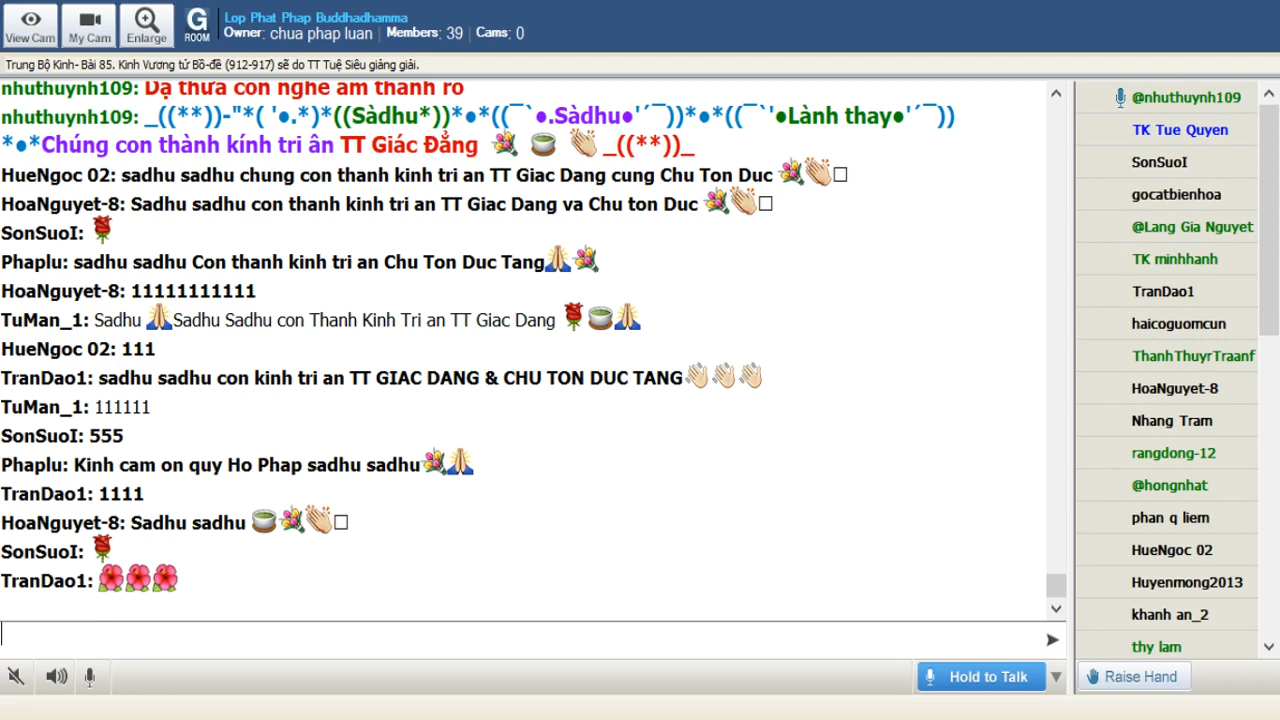 View Cam
My Cam
Enlarge
G
ROOM
Lop Phat Phap Buddhadhamma
Owner: chua phap luan | Members: 39 | Cams: 0
Trung Bộ Kinh- Bài 85. Kinh Vương tử Bồ-đề (912-917) sẽ do TT Tuệ Siêu giảng giải.
nhuthuynh109: Dạ thưa con nghe âm thanh rõ
nhuthuynh109: _((**))-"*( '●.*)*((Sàdhu*))*●*((¯`●.Sàdhu●'´¯))*●*((¯`'●Lành thay●'´¯))
*●*Chúng con thành kính tri ân TT Giác Đẳng 💐 🍵 👏 _((**))_
HueNgoc 02: sadhu sadhu chung con thanh kinh tri an TT Giac Dang cung Chu Ton Duc 💐👏□
HoaNguyet-8: Sadhu sadhu con thanh kinh tri an TT Giac Dang va Chu ton Duc 💐👏□
SonSuoI: 🌹
Phaplu: sadhu sadhu Con thanh kinh tri an Chu Ton Duc Tang🙏💐
HoaNguyet-8: 11111111111
TuMan_1: Sadhu 🙏Sadhu Sadhu con Thanh Kinh Tri an TT Giac Dang 🌹🍵🙏
HueNgoc 02: 111
TranDao1: sadhu sadhu con kinh tri an TT GIAC DANG & CHU TON DUC TANG👏👏👏
TuMan_1: 111111
SonSuoI: 555
Phaplu: Kinh cam on quy Ho Phap sadhu sadhu💐🙏
TranDao1: 1111
HoaNguyet-8: Sadhu sadhu 🍵💐👏□
SonSuoI: 🌹
TranDao1: 🌺🌺🌺
Hold to Talk
@nhuthuynh109
TK Tue Quyen
SonSuoI
gocatbienhoa
@Lang Gia Nguyet
TK minhhanh
TranDao1
haicoguomcun
ThanhThuyrTraanf
HoaNguyet-8
Nhang Tram
rangdong-12
@hongnhat
phan q liem
HueNgoc 02
Huyenmong2013
khanh an_2
thy lam
Raise Hand